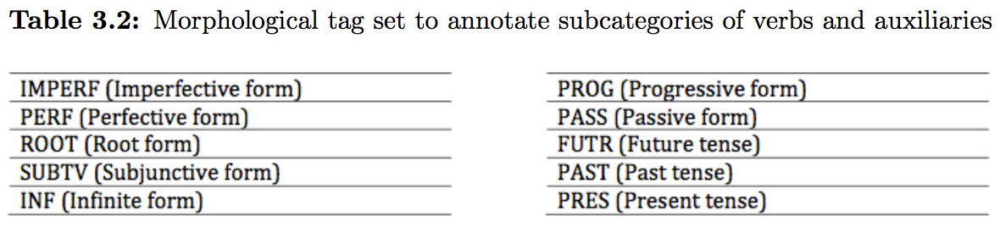 Table 3.2: Morphological tag set to annotate subcategories of verbs and auxiliaries
IMPERF (Imperfective form)
PERF (Perfective form)
ROOT (Root form)
SUBTV (Subjunctive form)
INF (Infinite form)
PROG (Progressive form)
PASS (Passive form)
FUTR (Future tense)
PAST (Past tense)
PRES (Present tense)